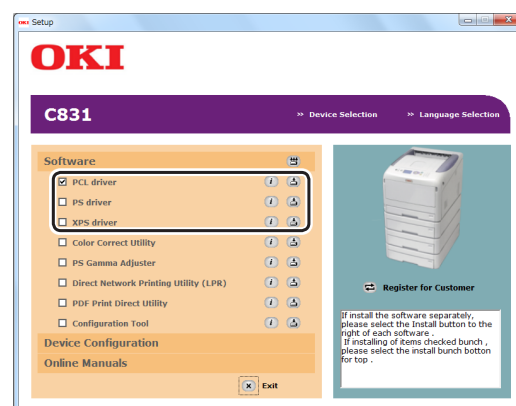 OKI Setup
OKI
C831
>> Device Selection >> Language Selection
Software
PCL driver
PS driver
XPS driver
Color Correct Utility
PS Gamma Adjuster
Direct Network Printing Utility (LPR)
PDF Print Direct Utility
Configuration Tool
Device Configuration
Online Manuals
Exit
Register for Customer
If install the software separately,
please select the Install button to the
right of each software .
If installing of items checked bunch ,
please select the install bunch botton
for top .